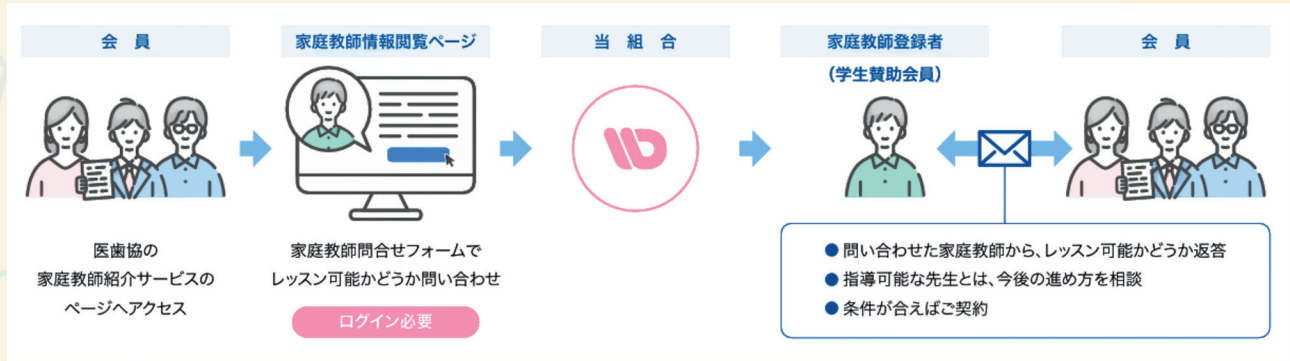 会員
家庭教師情報閲覧ページ
当組合
家庭教師登録者
(学生賛助会員)
会員
医歯協の
家庭教師紹介サービスの
ページへアクセス
家庭教師問合せフォームで
レッスン可能かどうか問い合わせ
ログイン必要
●問い合わせた家庭教師から、レッスン可能かどうか返答
●指導可能な先生とは、今後の進め方を相談
●条件が合えばご契約